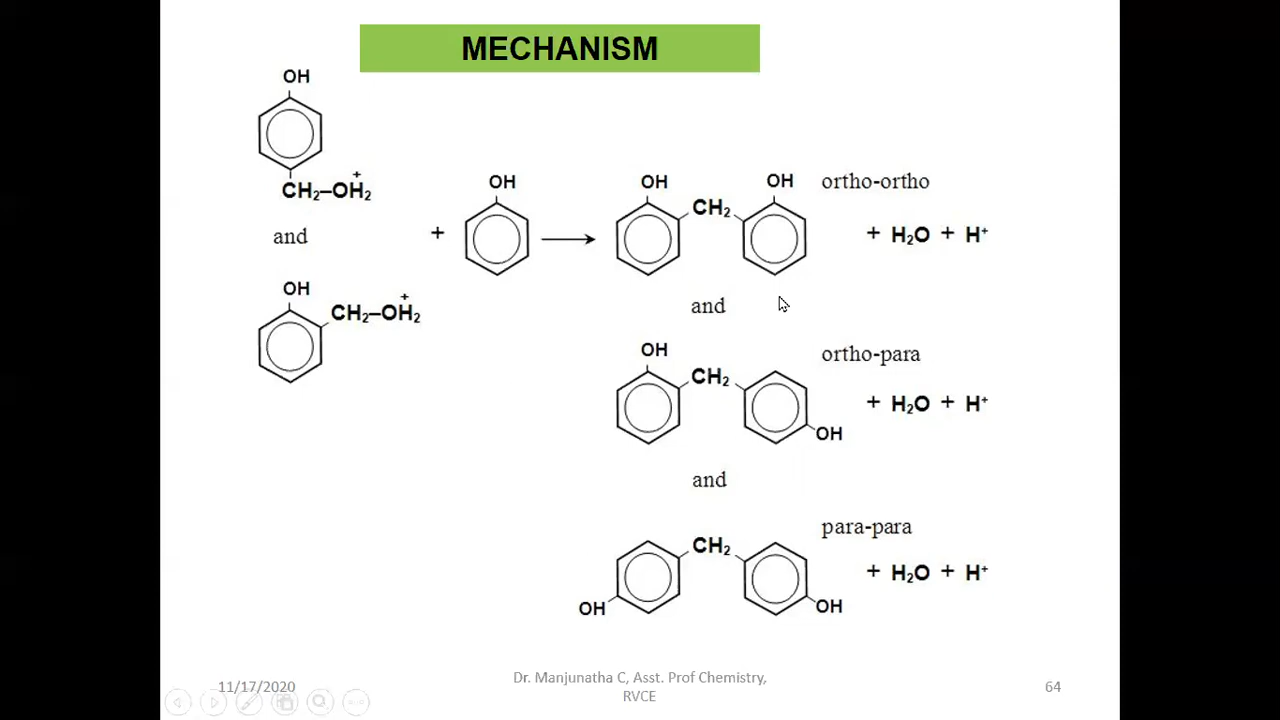 MECHANISM
OH
CH₂–OH₂⁺
and
OH
CH₂–OH₂⁺
+
OH
OH
CH₂
OH
ortho-ortho
+ H₂O + H⁺
and
OH
CH₂
OH
ortho-para
+ H₂O + H⁺
and
OH
CH₂
OH
para-para
+ H₂O + H⁺
11/17/2020
Dr. Manjunatha C, Asst. Prof Chemistry,
RVCE
64